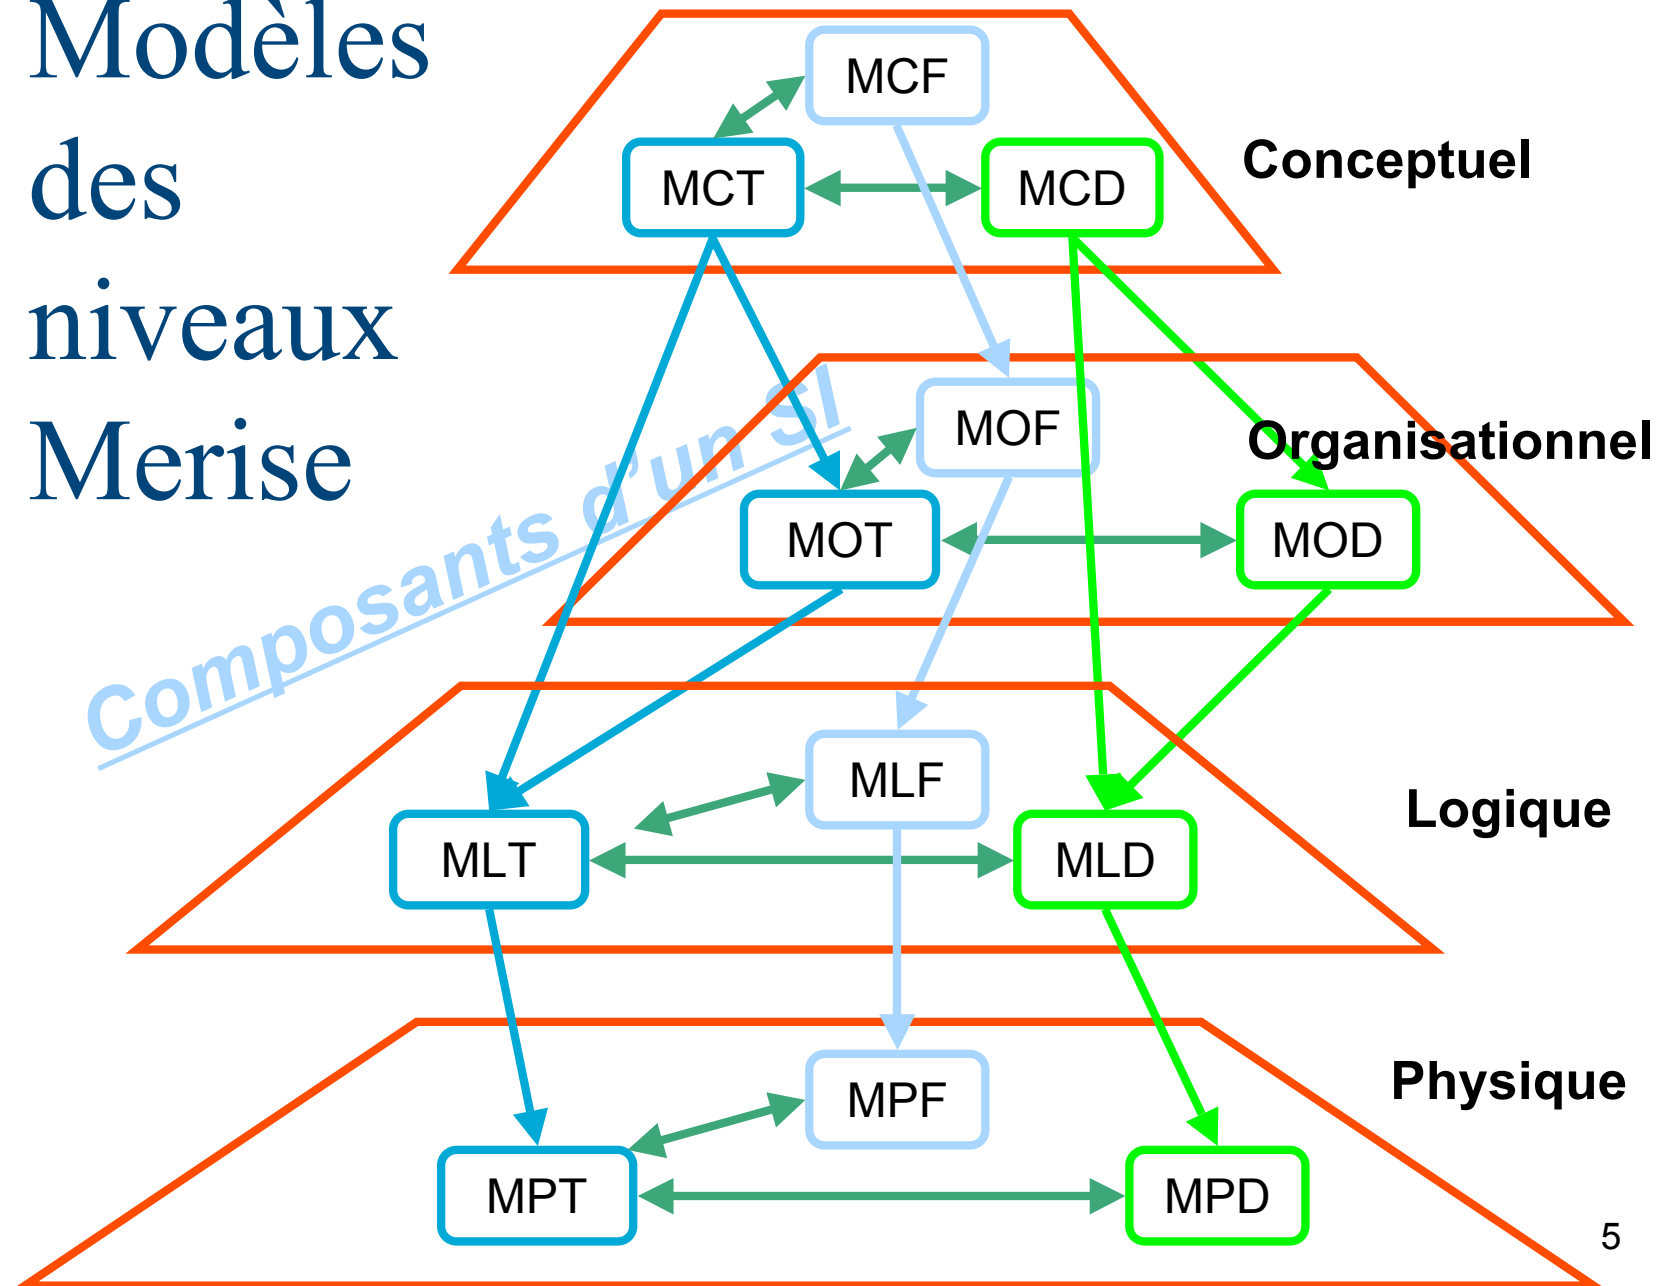 Modèles
des
niveaux
Merise
MCF
MCT
MCD
Conceptuel
Composants d'un SI
MOF
Organisationnel
MOT
MOD
MLF
Logique
MLT
MLD
MPF
Physique
MPT
MPD
5